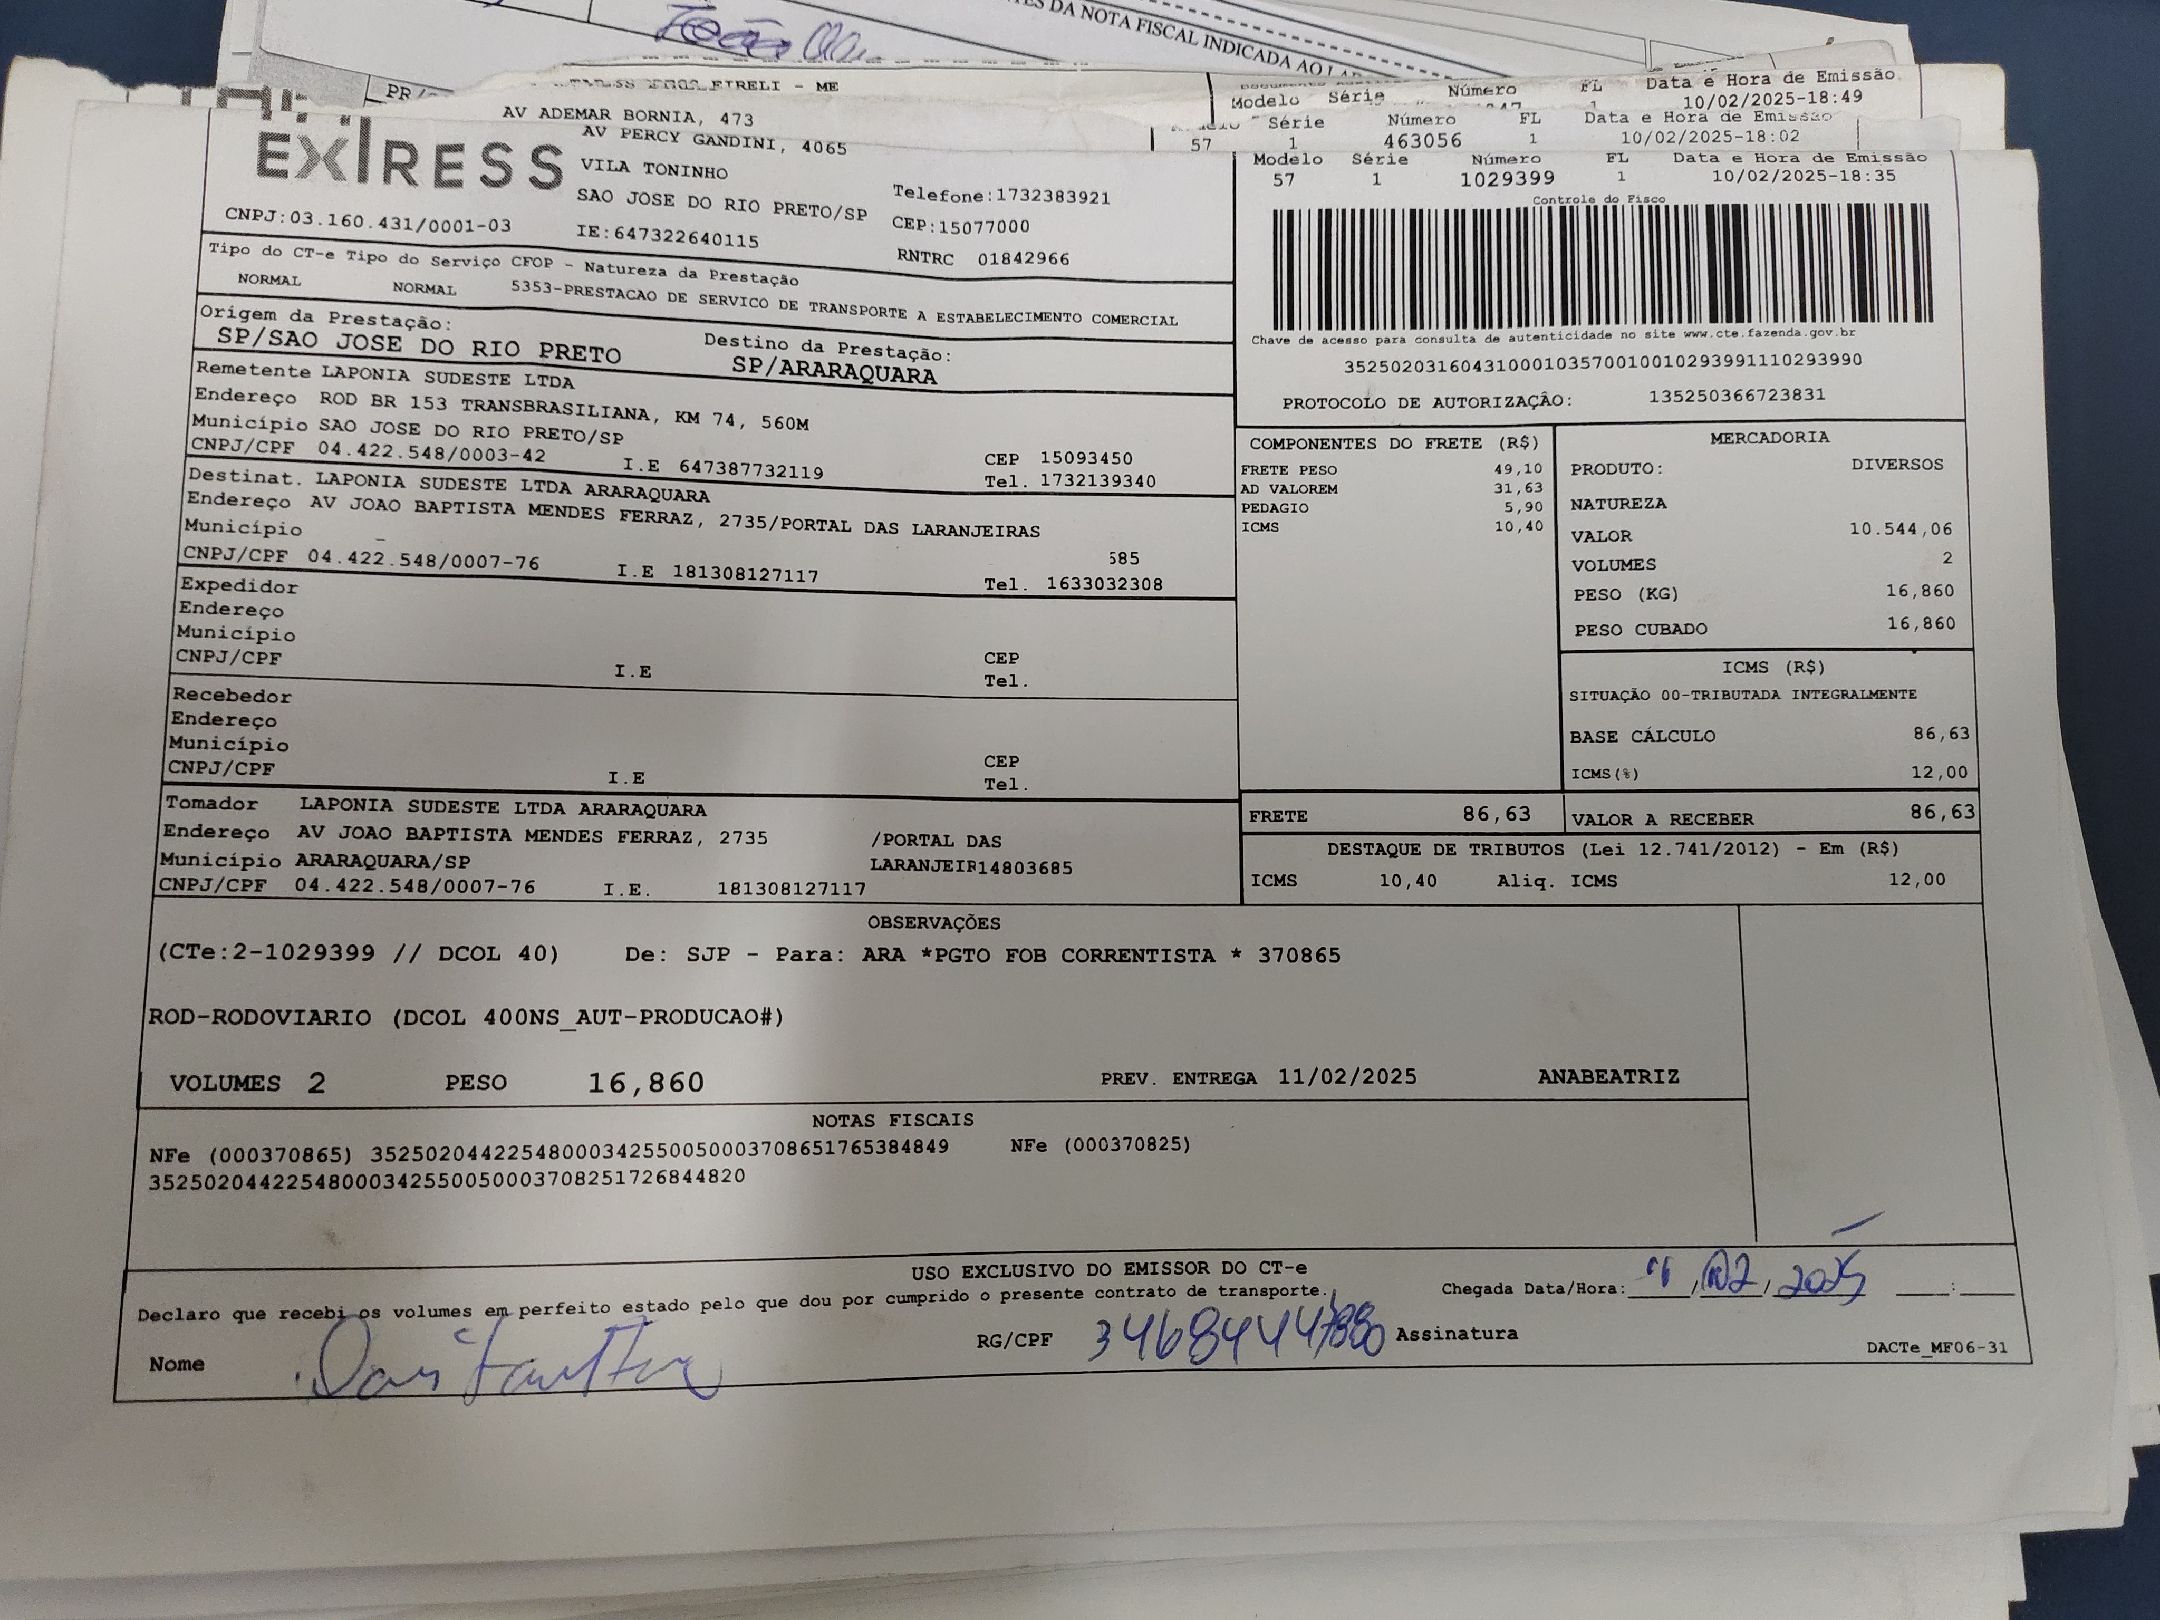 DA NOTA FISCAL INDICADA AO
EIRELI - ME
AV ADEMAR BORNIA, 473
Modelo Série Número FL Data e Hora de Emissão
10/02/2025-18:49
Série Número FL Data e Hora de Emissão
57 1 463056 1 10/02/2025-18:02
AV PERCY GANDINI, 4065
VILA TONINHO
SAO JOSE DO RIO PRETO/SP
Telefone:1732383921
CEP:15077000
CNPJ:03.160.431/0001-03 IE:647322640115
RNTRC 01842966
Modelo Série Número FL Data e Hora de Emissão
57 1 1029399 1 10/02/2025-18:35
Controle do Fisco
Chave de acesso para consulta de autenticidade no site www.cte.fazenda.gov.br
35250203160431000103570010010293991110293990
PROTOCOLO DE AUTORIZAÇÃO: 135250366723831
Tipo do CT-e Tipo do Serviço CFOP - Natureza da Prestação
NORMAL NORMAL 5353-PRESTACAO DE SERVICO DE TRANSPORTE A ESTABELECIMENTO COMERCIAL
Origem da Prestação: Destino da Prestação:
SP/SAO JOSE DO RIO PRETO SP/ARARAQUARA
Remetente LAPONIA SUDESTE LTDA
Endereço ROD BR 153 TRANSBRASILIANA, KM 74, 560M
Município SAO JOSE DO RIO PRETO/SP CEP 15093450
CNPJ/CPF 04.422.548/0003-42 I.E 647387732119 Tel. 1732139340
Destinat. LAPONIA SUDESTE LTDA ARARAQUARA
Endereço AV JOAO BAPTISTA MENDES FERRAZ, 2735/PORTAL DAS LARANJEIRAS
Município 585
CNPJ/CPF 04.422.548/0007-76 I.E 181308127117 Tel. 1633032308
Expedidor
Endereço
Município CEP
CNPJ/CPF I.E Tel.
Recebedor
Endereço
Município CEP
CNPJ/CPF I.E Tel.
Tomador LAPONIA SUDESTE LTDA ARARAQUARA
Endereço AV JOAO BAPTISTA MENDES FERRAZ, 2735 /PORTAL DAS
Município ARARAQUARA/SP LARANJEIR14803685
CNPJ/CPF 04.422.548/0007-76 I.E. 181308127117
COMPONENTES DO FRETE (R$)
FRETE PESO 49,10
AD VALOREM 31,63
PEDAGIO 5,90
ICMS 10,40
MERCADORIA
PRODUTO: DIVERSOS
NATUREZA
VALOR 10.544,06
VOLUMES 2
PESO (KG) 16,860
PESO CUBADO 16,860
ICMS (R$)
SITUAÇÃO 00-TRIBUTADA INTEGRALMENTE
BASE CÁLCULO 86,63
ICMS(%) 12,00
FRETE 86,63 VALOR A RECEBER 86,63
DESTAQUE DE TRIBUTOS (Lei 12.741/2012) - Em (R$)
ICMS 10,40 Aliq. ICMS 12,00
OBSERVAÇÕES
(CTe:2-1029399 // DCOL 40) De: SJP - Para: ARA *PGTO FOB CORRENTISTA * 370865
ROD-RODOVIARIO (DCOL 400NS_AUT-PRODUCAO#)
VOLUMES 2 PESO 16,860 PREV. ENTREGA 11/02/2025 ANABEATRIZ
NOTAS FISCAIS
NFe (000370865) 35250204422548000342550050003708651765384849 NFe (000370825)
35250204422548000342550050003708251726844820
USO EXCLUSIVO DO EMISSOR DO CT-e
Declaro que recebi os volumes em perfeito estado pelo que dou por cumprido o presente contrato de transporte.
Chegada Data/Hora: 11/02/2025 :
Nome RG/CPF Assinatura
DACTe_MF06-31